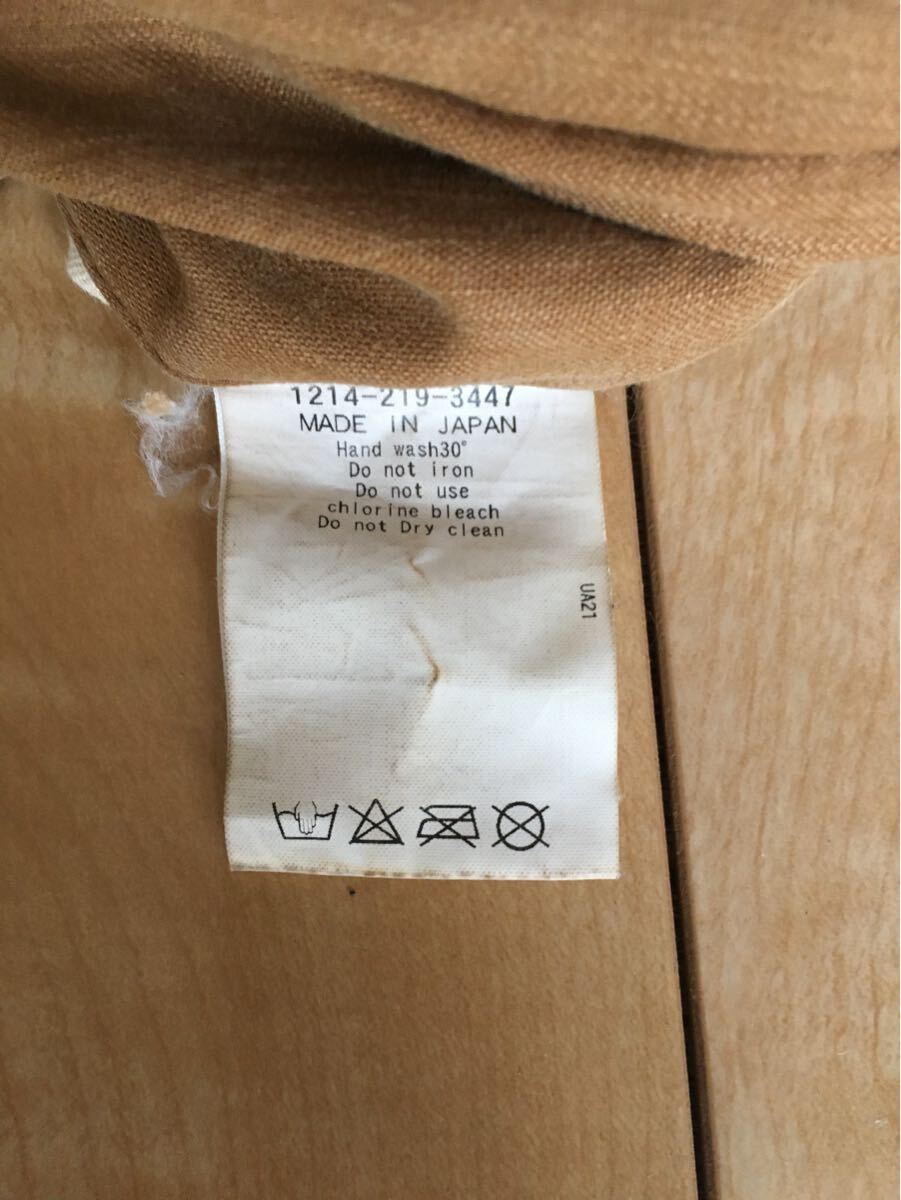 1214-219-3447
MADE IN JAPAN
Hand wash30°
Do not iron
Do not use
chlorine bleach
Do not Dry clean
UA21